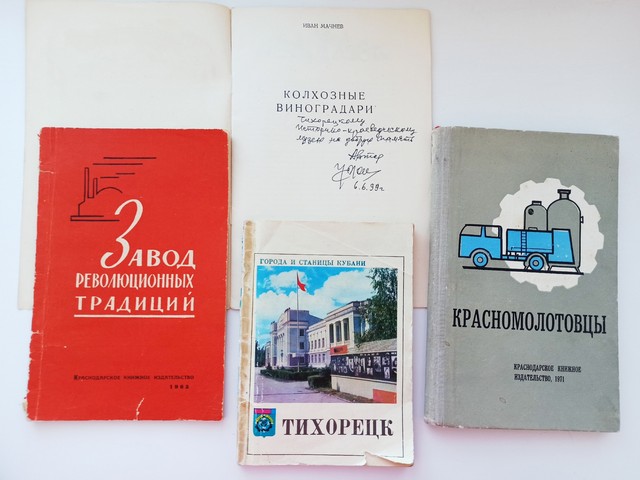 ИВАН МАЧНЕВ
КОЛХОЗНЫЕ
ВИНОГРАДАРИ
Тихорецкому
историко-краеведческому
музею на добрую память
Автор
6.6.99г
ЗАВОД
РЕВОЛЮЦИОННЫХ
ТРАДИЦИЙ
КРАСНОДАРСКОЕ КНИЖНОЕ ИЗДАТЕЛЬСТВО
ГОРОДА И СТАНИЦЫ КУБАНИ
ТИХОРЕЦК
КРАСНОМОЛОТОВЦЫ
КРАСНОДАРСКОЕ КНИЖНОЕ
ИЗДАТЕЛЬСТВО, 1971